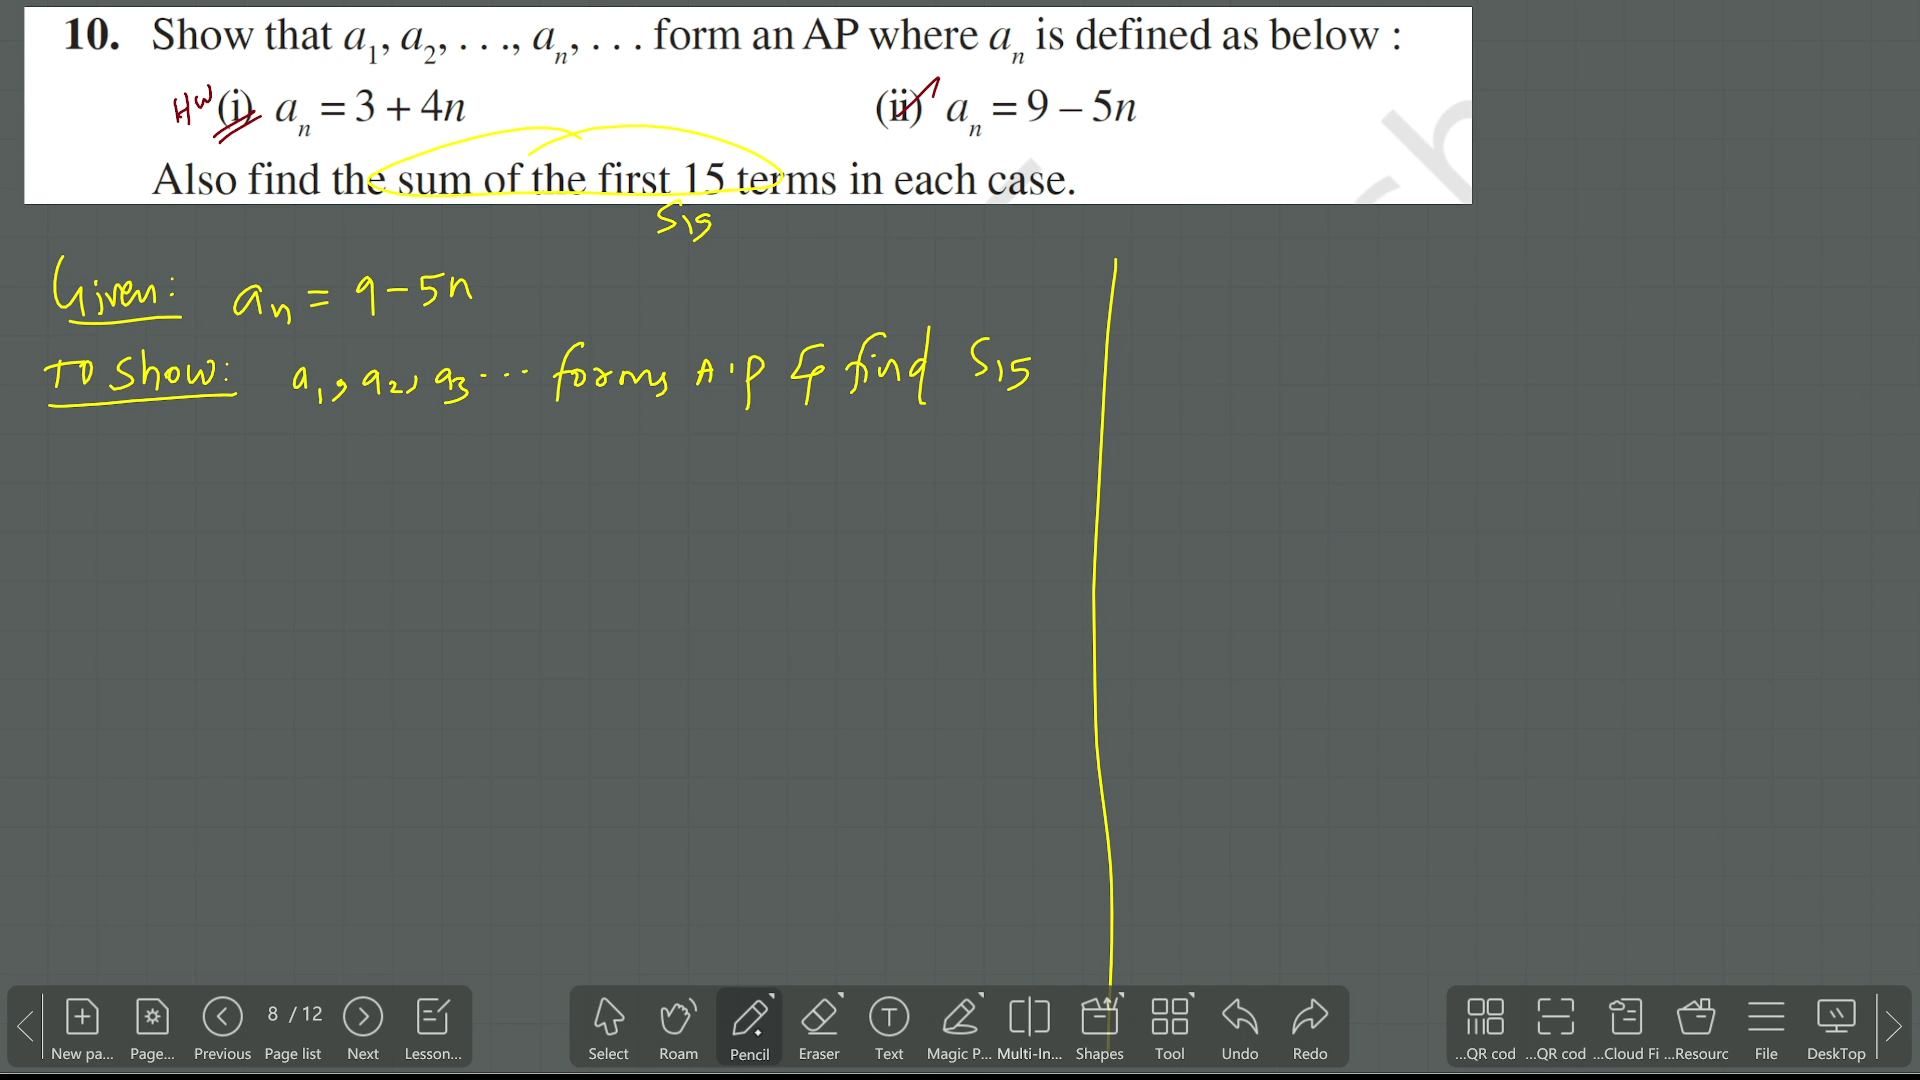 10. Show that a₁, a₂, . . ., aₙ, . . . form an AP where aₙ is defined as below :
HW (i) aₙ = 3 + 4n (ii) aₙ = 9 – 5n
Also find the sum of the first 15 terms in each case.
S₁₅
Given: aₙ = 9 – 5n
To show: a₁, a₂, a₃ ... forms A.P & find S₁₅
8 / 12
New pa... Page... Previous Page list Next Lesson...
Select Roam Pencil Eraser Text Magic P... Multi-In... Shapes Tool Undo Redo
...QR cod ...QR cod ...Cloud Fi ...Resourc File DeskTop